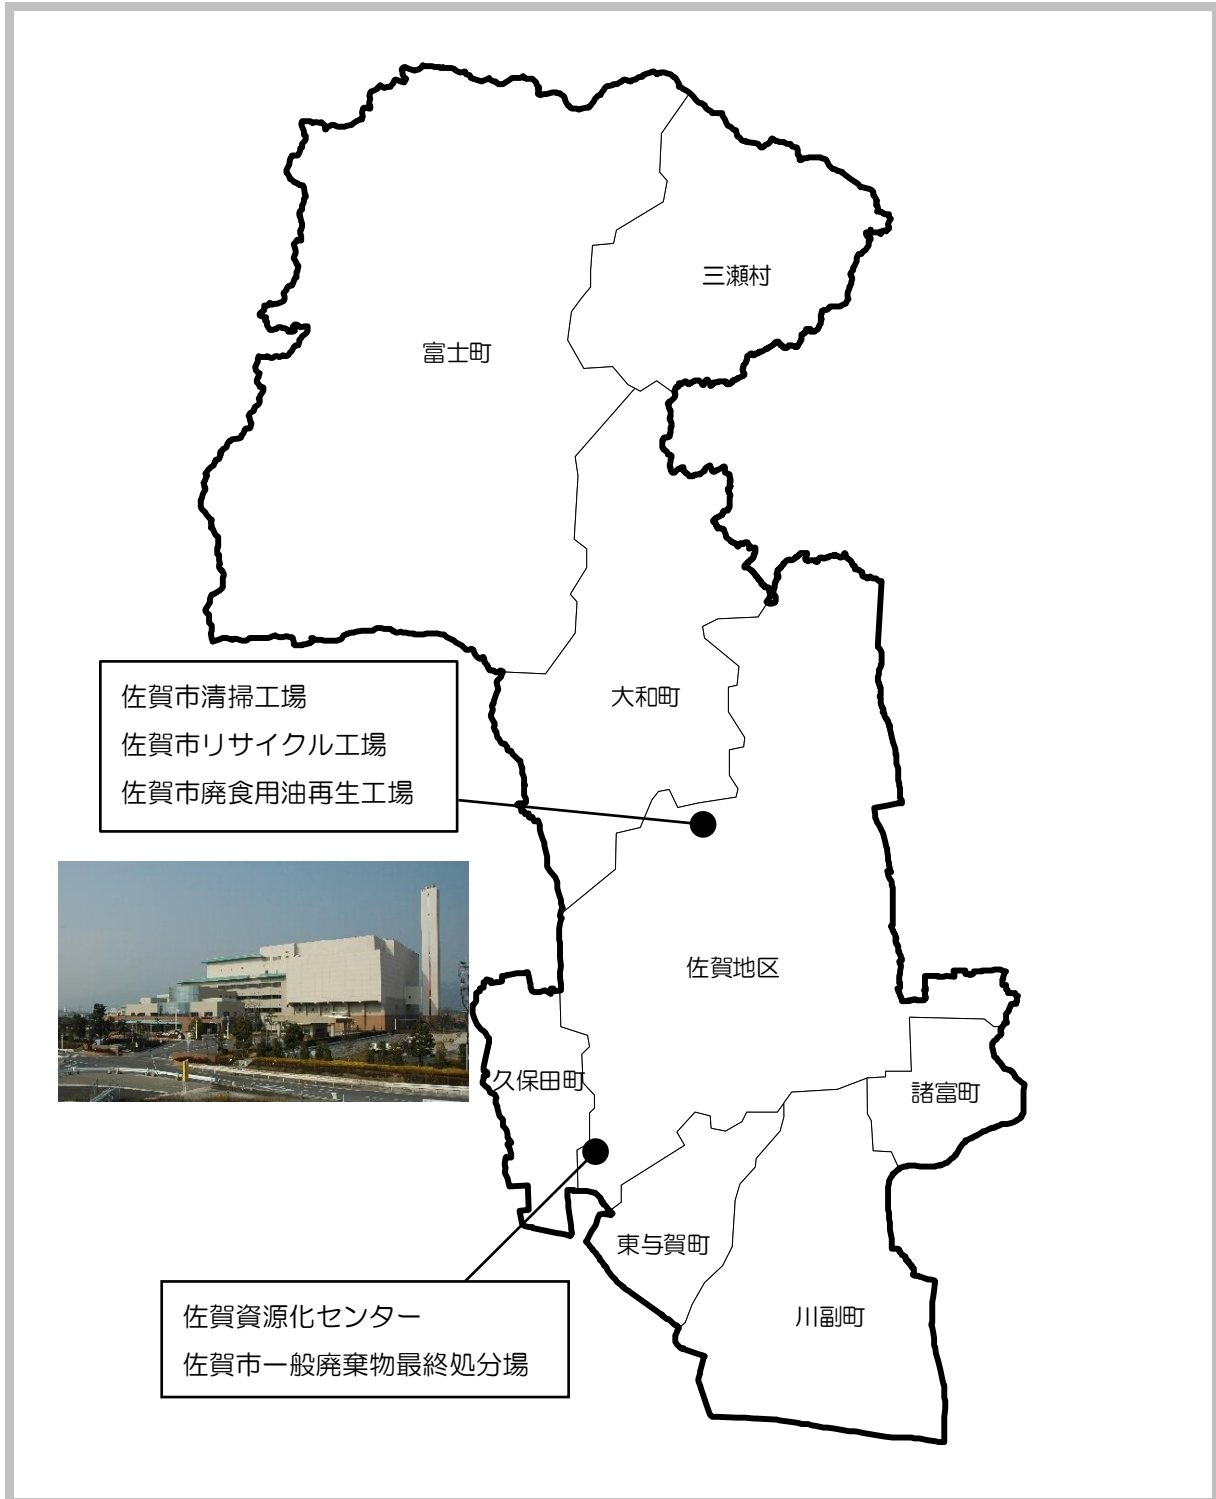 三瀬村
富士町
大和町
佐賀市清掃工場
佐賀市リサイクル工場
佐賀市廃食用油再生工場
佐賀地区
久保田町
諸富町
東与賀町
川副町
佐賀資源化センター
佐賀市一般廃棄物最終処分場